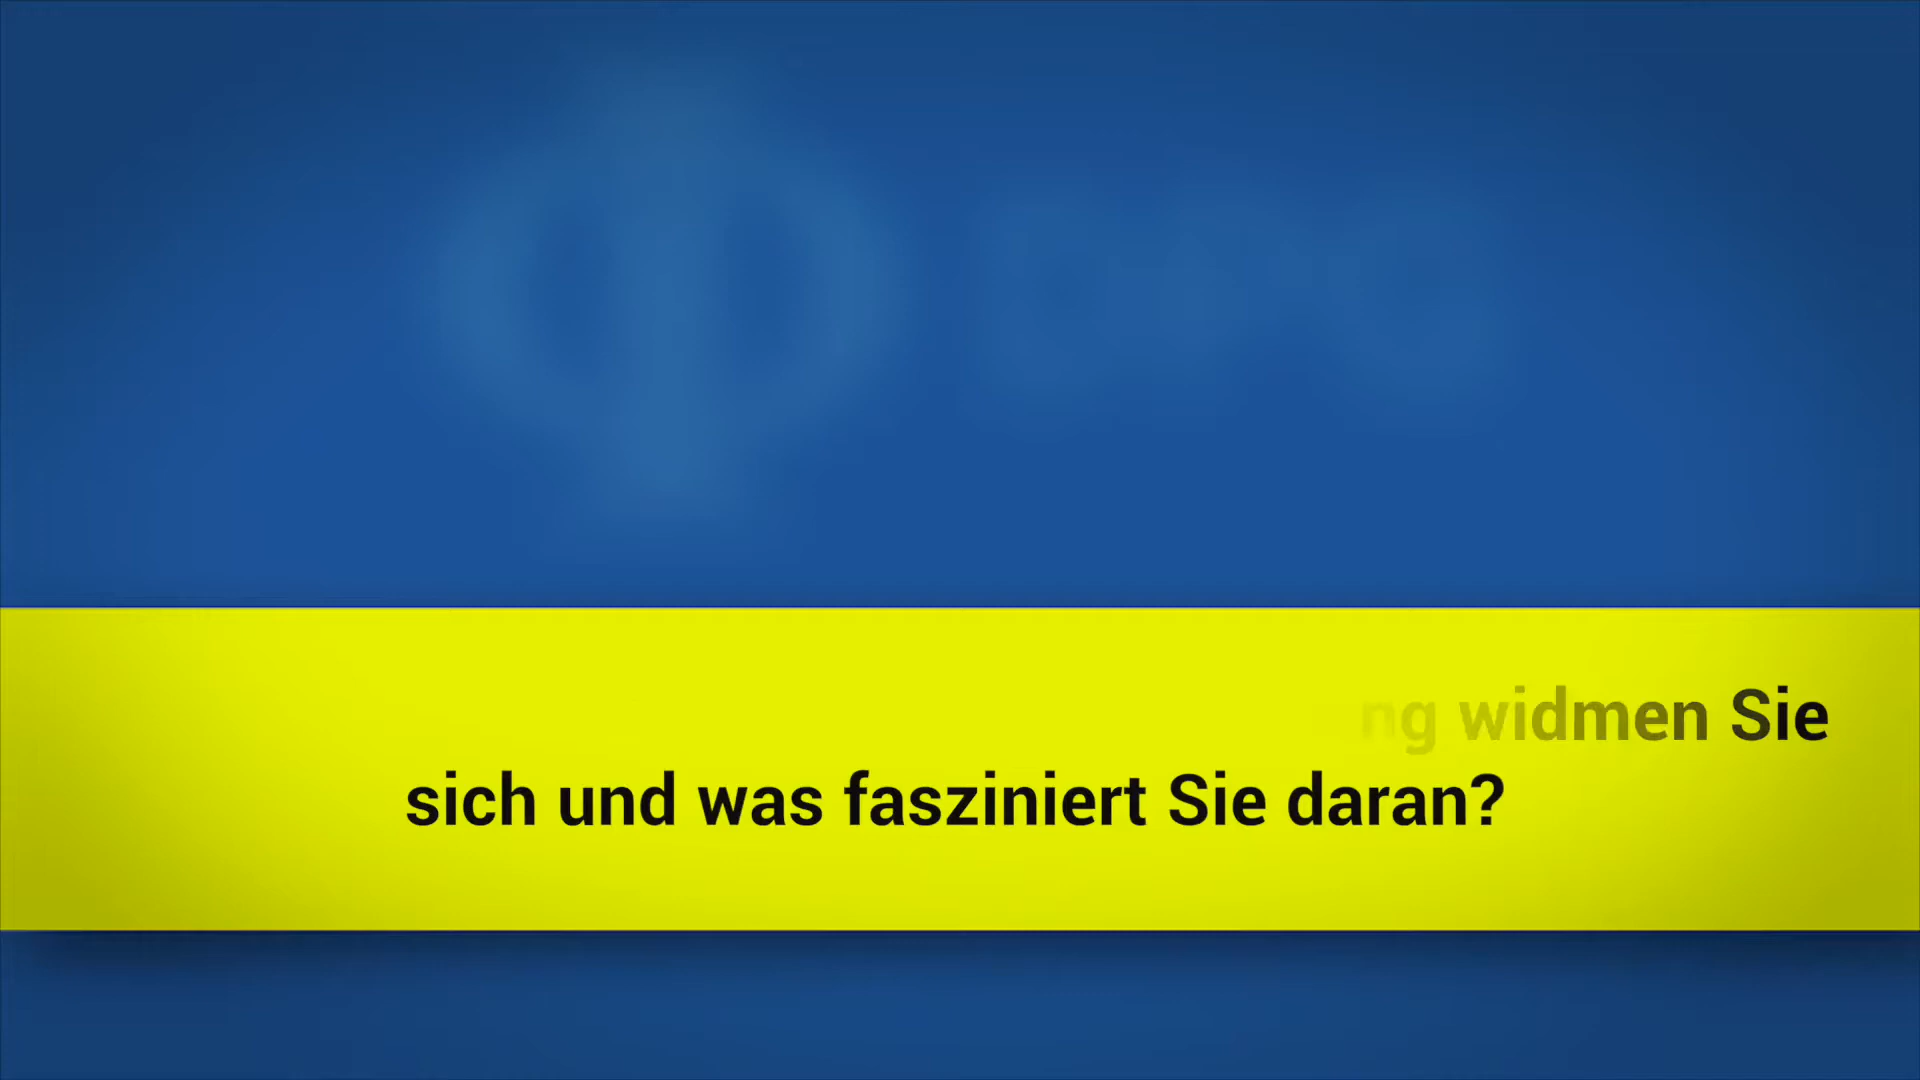 widmen Sie
sich und was fasziniert Sie daran?